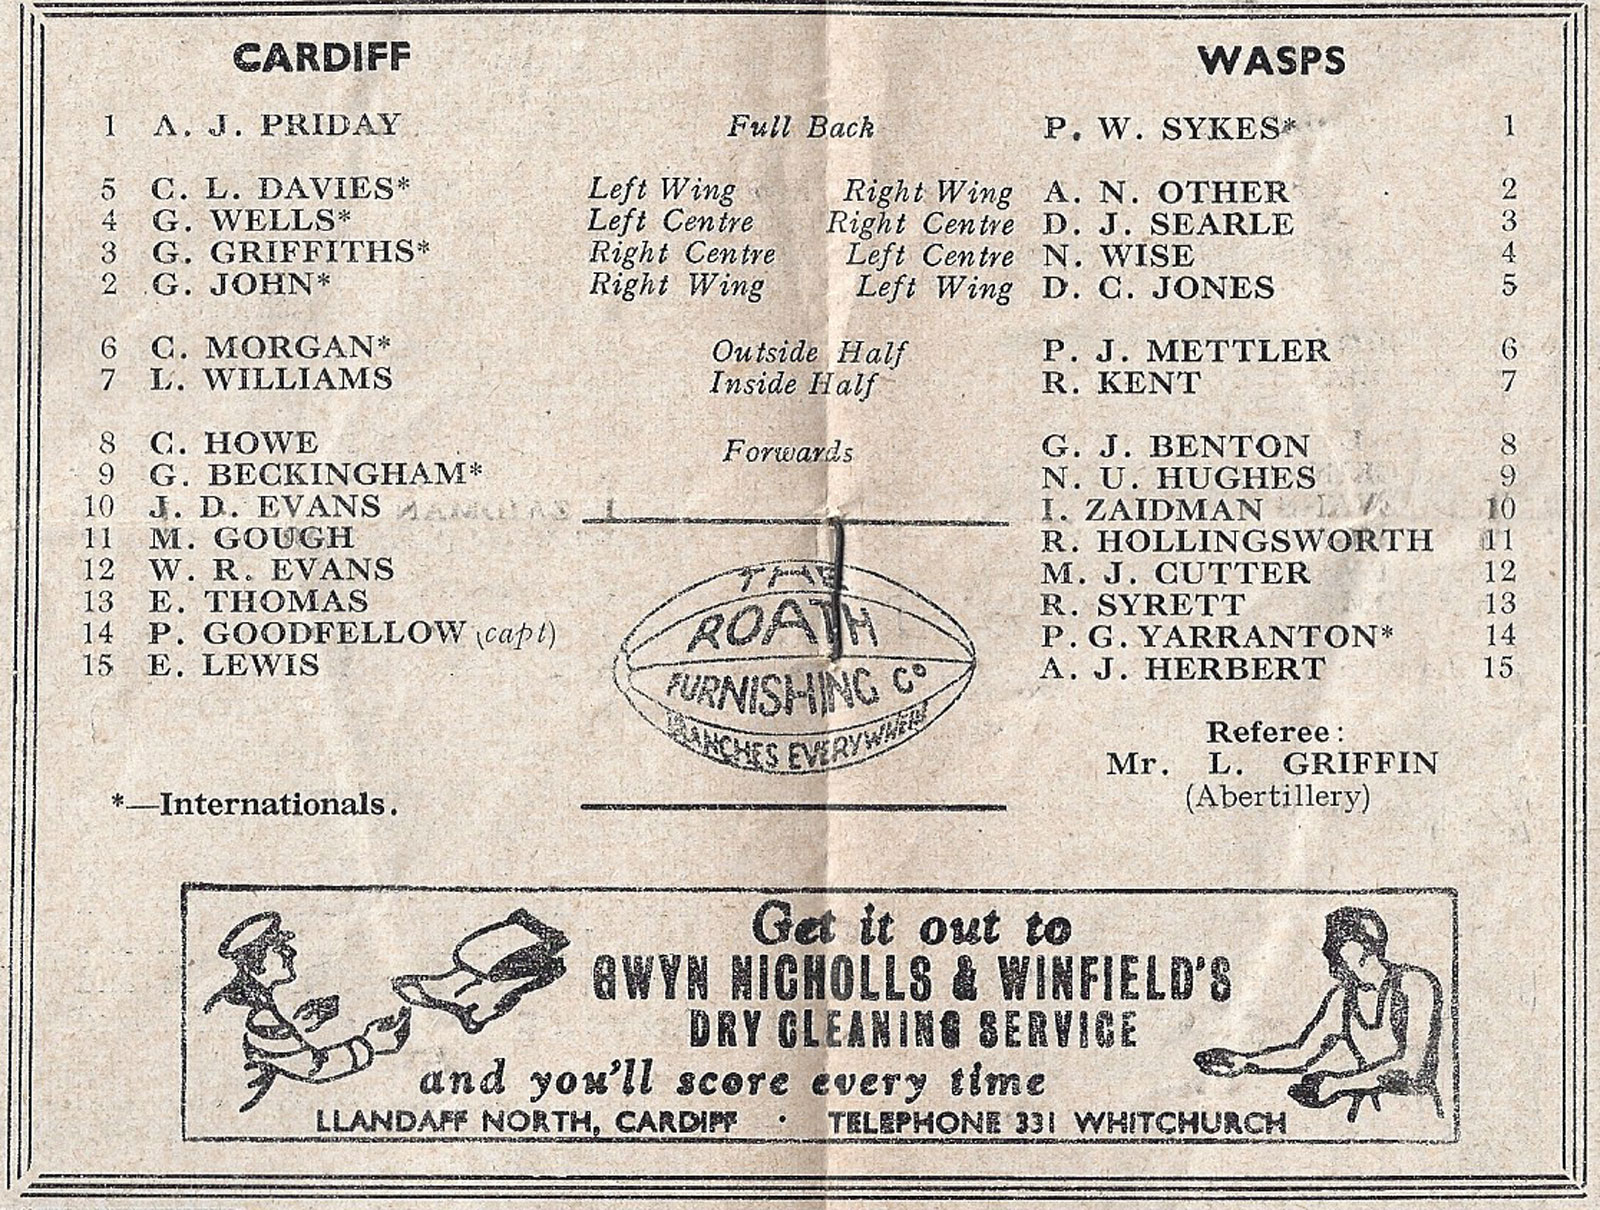 CARDIFF WASPS
1 A. J. PRIDAY Full Back P. W. SYKES* 1
5 C. L. DAVIES* Left Wing Right Wing A. N. OTHER 2
4 G. WELLS* Left Centre Right Centre D. J. SEARLE 3
3 G. GRIFFITHS* Right Centre Left Centre N. WISE 4
2 G. JOHN* Right Wing Left Wing D. C. JONES 5
6 C. MORGAN* Outside Half P. J. METTLER 6
7 L. WILLIAMS Inside Half R. KENT 7
8 C. HOWE Forwards G. J. BENTON 8
9 G. BECKINGHAM* N. U. HUGHES 9
10 J. D. EVANS I. ZAIDMAN 10
11 M. GOUGH R. HOLLINGSWORTH 11
12 W. R. EVANS M. J. CUTTER 12
13 E. THOMAS R. SYRETT 13
14 P. GOODFELLOW (capt) P. G. YARRANTON* 14
15 E. LEWIS A. J. HERBERT 15
THE
ROATH
FURNISHING Co
BRANCHES EVERYWHERE
Referee:
Mr. L. GRIFFIN
(Abertillery)
*—Internationals.
Get it out to
GWYN NICHOLLS & WINFIELD'S
DRY CLEANING SERVICE
and you'll score every time
LLANDAFF NORTH, CARDIFF · TELEPHONE 331 WHITCHURCH